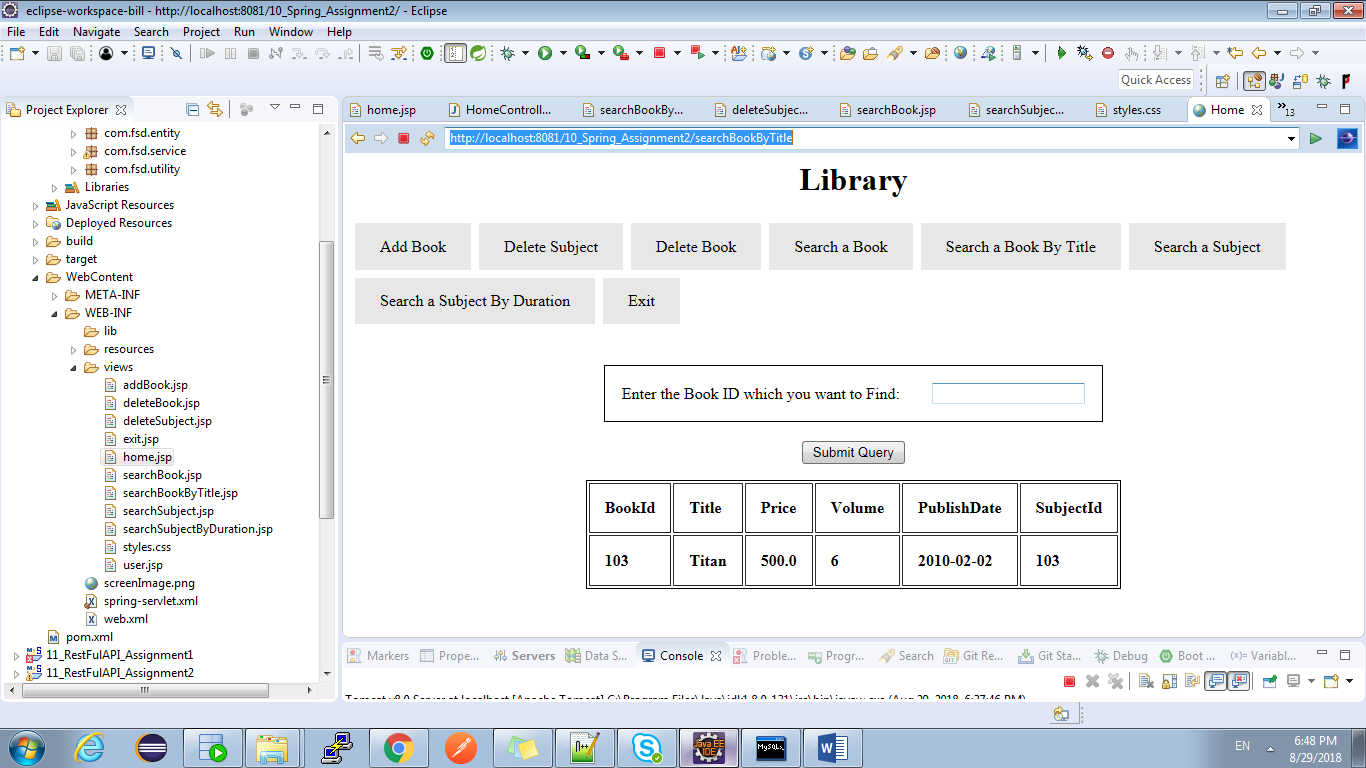 eclipse-workspace-bill - http://localhost:8081/10_Spring_Assignment2/ - Eclipse
File Edit Navigate Search Project Run Window Help
Quick Access
Project Explorer
com.fsd.entity
com.fsd.service
com.fsd.utility
Libraries
JavaScript Resources
Deployed Resources
build
target
WebContent
META-INF
WEB-INF
lib
resources
views
addBook.jsp
deleteBook.jsp
deleteSubject.jsp
exit.jsp
home.jsp
searchBook.jsp
searchBookByTitle.jsp
searchSubject.jsp
searchSubjectByDuration.jsp
styles.css
user.jsp
screenImage.png
spring-servlet.xml
web.xml
pom.xml
11_RestFulAPI_Assignment1
11_RestFulAPI_Assignment2
home.jsp HomeControll... searchBookBy... deleteSubjec... searchBook.jsp searchSubjec... styles.css Home 13
http://localhost:8081/10_Spring_Assignment2/searchBookByTitle
Library
Add Book Delete Subject Delete Book Search a Book Search a Book By Title Search a Subject
Search a Subject By Duration Exit
Enter the Book ID which you want to Find:
Submit Query
BookId Title Price Volume PublishDate SubjectId
103 Titan 500.0 6 2010-02-02 103
Markers Prope... Servers Data S... Console Proble... Progr... Search Git Re... Git Sta... Debug Boot ... (x)= Variabl...
Java EE IDE
MySQL
EN
6:48 PM
8/29/2018